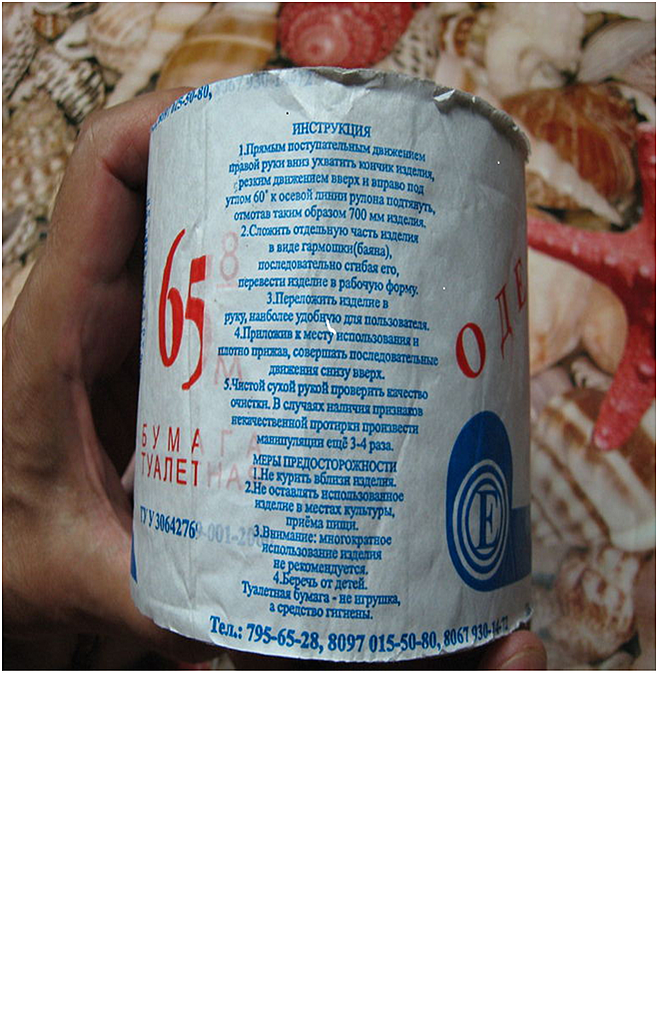 015-50-80,
ИНСТРУКЦИЯ
1.Прямым поступательным движением
правой руки вниз ухватить кончик изделия,
резким движением вверх и вправо под
углом 60° к осевой линии рулона подтянуть,
отмотав таким образом 700 мм изделия.
2.Сложить отдельную часть изделия
в виде гармошки(баяна),
последовательно сгибая его,
перевести изделие в рабочую форму.
3.Переложить изделие в
руку, наиболее удобную для пользователя.
4.Приложив к месту использования и
плотно прижав, совершать последовательные
движения снизу вверх.
5.Чистой сухой рукой проверить качество
очистки. В случаях наличия признаков
некачественной протирки произвести
манипуляции ещё 3-4 раза.
МЕРЫ ПРЕДОСТОРОЖНОСТИ
1.Не курить вблизи изделия.
2.Не оставлять использованное
изделие в местах культуры,
приёма пищи.
3.Внимание: многократное
использование изделия
не рекомендуется.
4.Беречь от детей.
Туалетная бумага - не игрушка,
а средство гигиены.
Тел.: 795-65-28, 8097 015-50-80, 8067 930-14-71
65
М
БУМАГА
ТУАЛЕТНАЯ
ТУ У 30642769-001-20
ОДЕ
Е